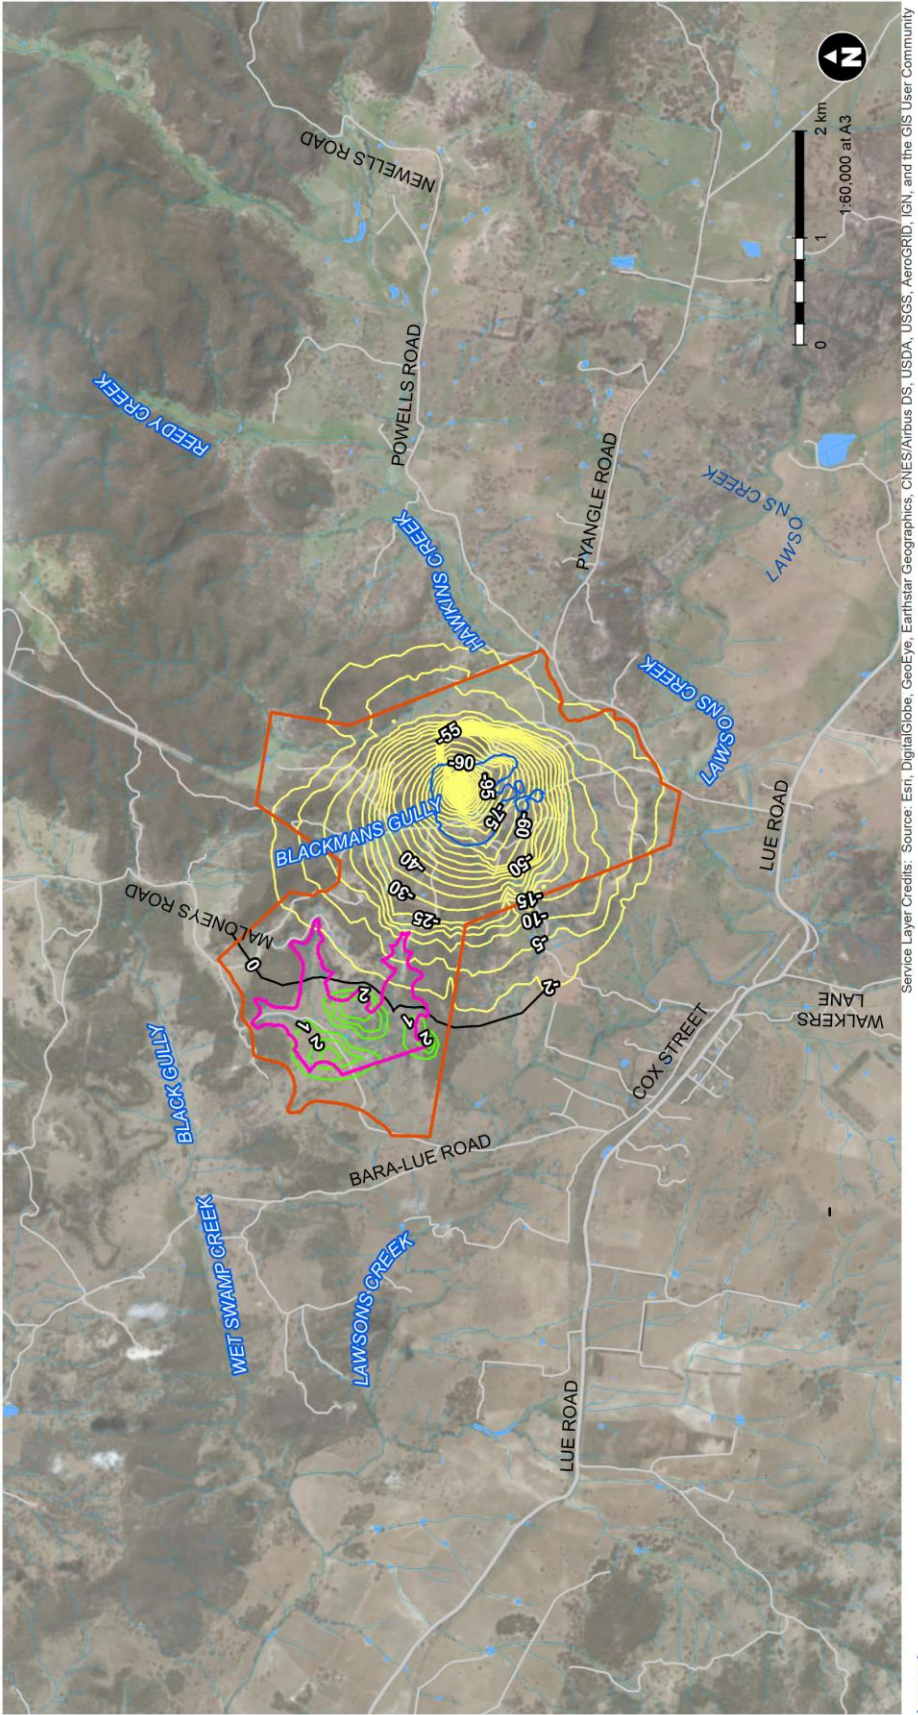 NEWELLS ROAD
REEDY CREEK
POWELLS ROAD
HAWKINS CREEK
PYANGLE ROAD
LAWSONS CREEK
LAWSONS CREEK
BLACKMANS GULLY
MALONEYS ROAD
LUE ROAD
WALKERS
LANE
COX STREET
BLACK GULLY
BARA-LUE ROAD
WET SWAMP CREEK
LAWSONS CREEK
LUE ROAD
-55
-90
-95
-75
-60
-50
-40
-30
-25
-15
-10
-5
-2
0
2
1
2
1
2
N
0
1
2 km
1:60,000 at A3
Service Layer Credits: Source: Esri, DigitalGlobe, GeoEye, Earthstar Geographics, CNES/Airbus DS, USDA, USGS, AeroGRID, IGN, and the GIS User Community